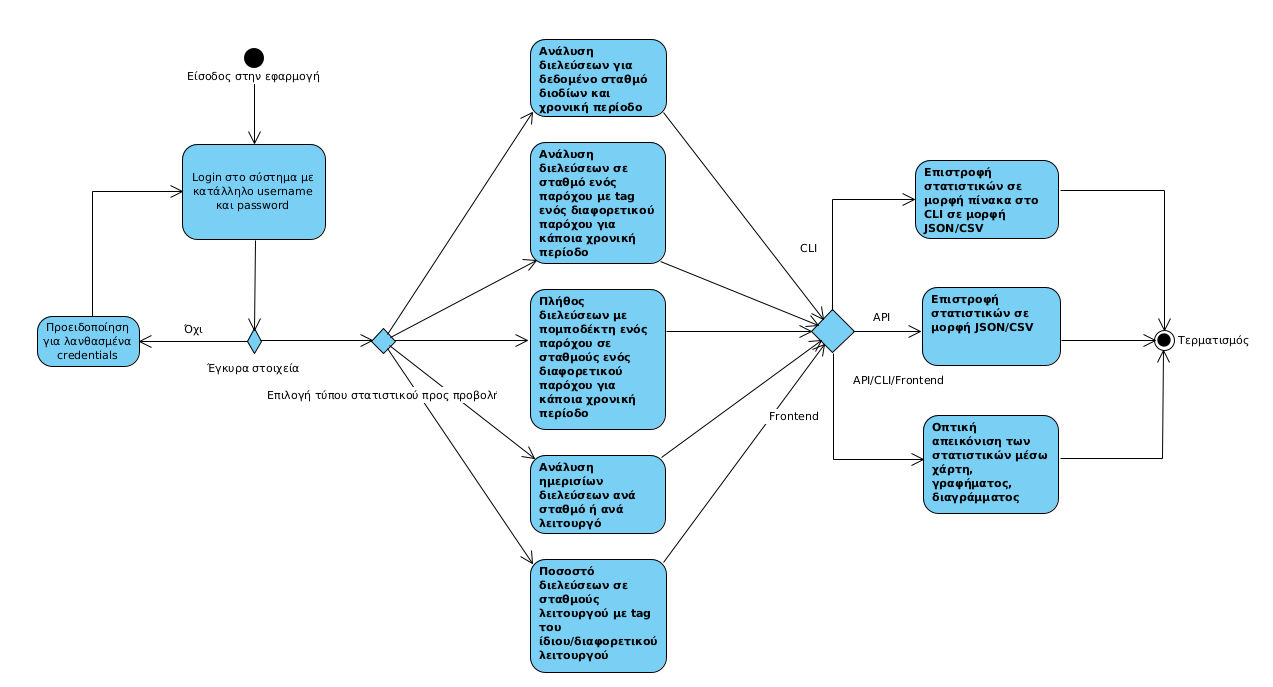 Είσοδος στην εφαρμογή
Login στο σύστημα με
κατάλληλο username
και password
Προειδοποίηση
για λανθασμένα
credentials
Όχι
Έγκυρα στοιχεία
Επιλογή τύπου στατιστικού προς προβολή
Ανάλυση
διελεύσεων για
δεδομένο σταθμό
διοδίων και
χρονική περίοδο
Ανάλυση
διελεύσεων σε
σταθμό ενός
παρόχου με tag
ενός διαφορετικού
παρόχου για
κάποια χρονική
περίοδο
Πλήθος
διελεύσεων με
πομποδέκτη ενός
παρόχου σε
σταθμούς ενός
διαφορετικού
παρόχου για
κάποια χρονική
περίοδο
Ανάλυση
ημερισίων
διελεύσεων ανά
σταθμό ή ανά
λειτουργό
Ποσοστό
διελεύσεων σε
σταθμούς
λειτουργού με tag
του
ίδιου/διαφορετικού
λειτουργού
CLI
API
API/CLI/Frontend
Frontend
Επιστροφή
στατιστικών σε
μορφή πίνακα στο
CLI σε μορφή
JSON/CSV
Επιστροφή
στατιστικών σε
μορφή JSON/CSV
Οπτική
απεικόνιση των
στατιστικών μέσω
χάρτη,
γραφήματος,
διαγράμματος
Τερματισμός